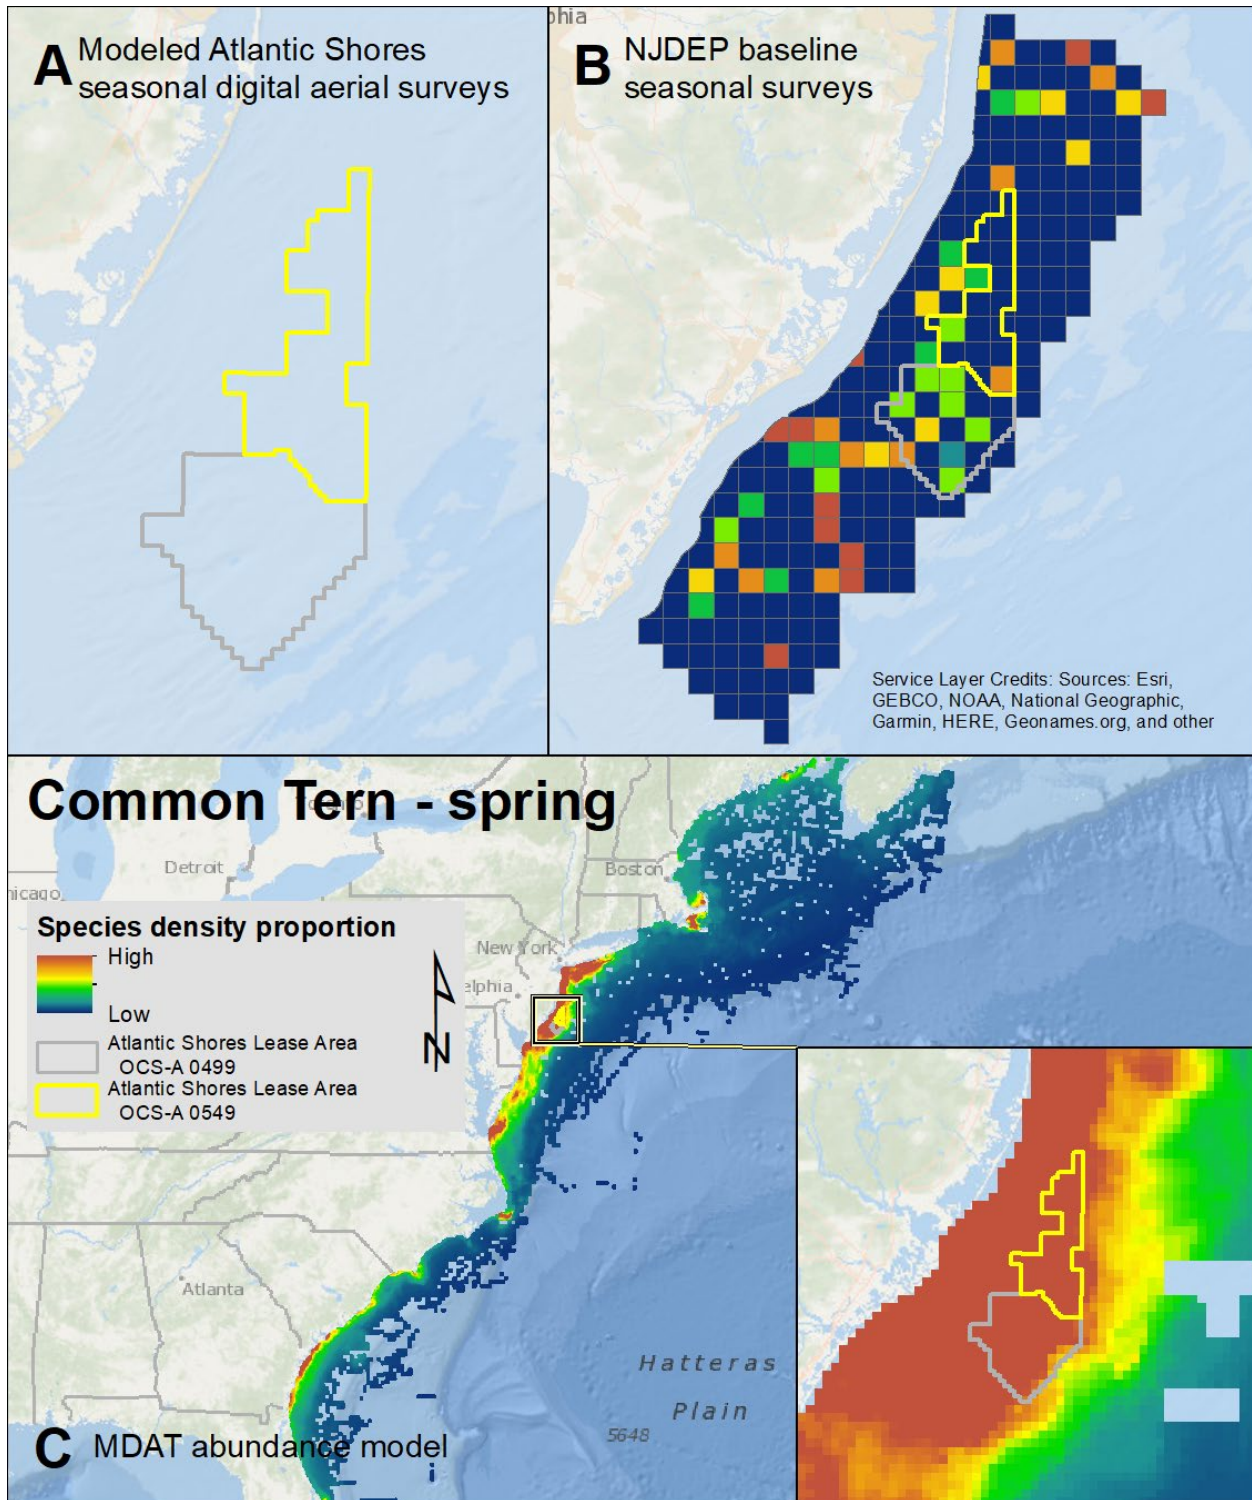 A Modeled Atlantic Shores
seasonal digital aerial surveys
phia
B NJDEP baseline
seasonal surveys
Service Layer Credits: Sources: Esri,
GEBCO, NOAA, National Geographic,
Garmin, HERE, Geonames.org, and other
Common Tern - spring
Detroit
Boston
hicago
Species density proportion
High
Low
New York
elphia
Atlantic Shores Lease Area
OCS-A 0499
Atlantic Shores Lease Area
OCS-A 0549
N
Atlanta
Hatteras
Plain
5648
C MDAT abundance model